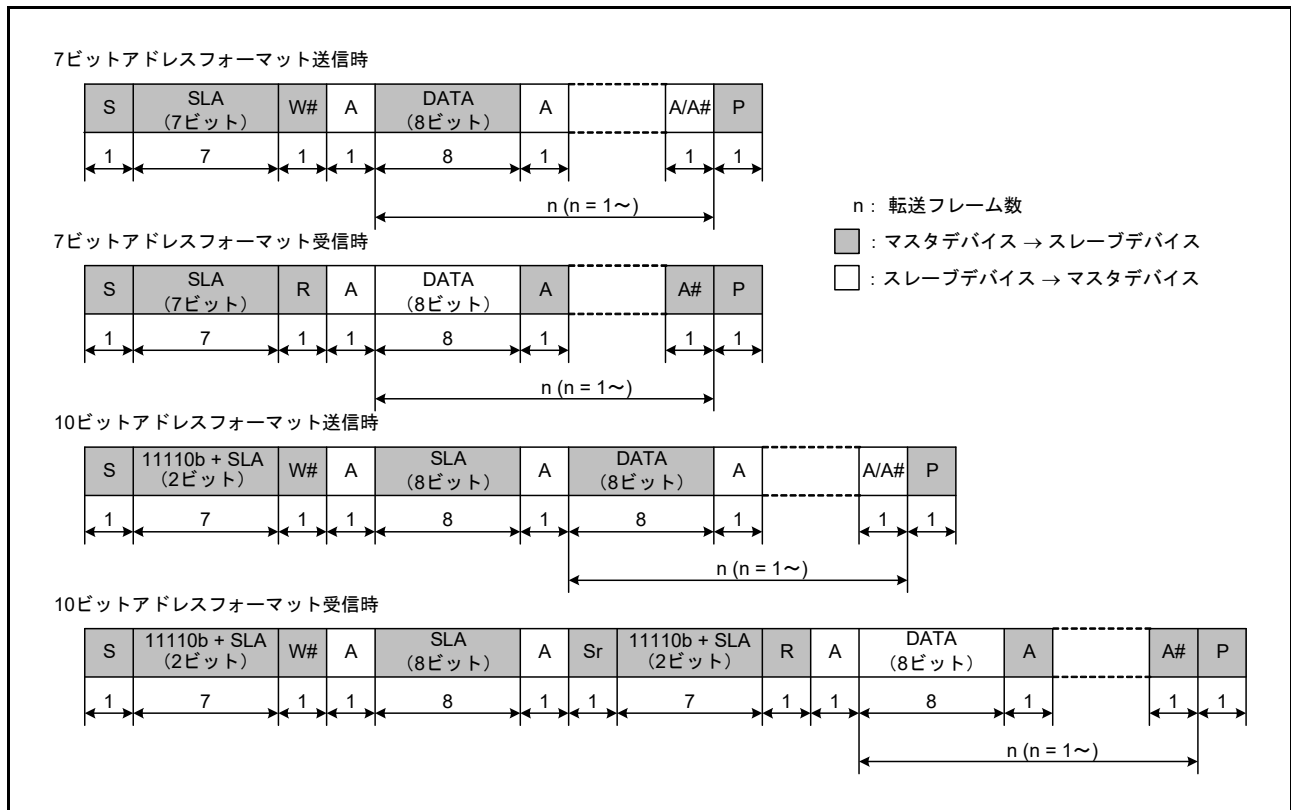 7ビットアドレスフォーマット送信時
S SLA (7ビット) W# A DATA (8ビット) A A/A# P
1 7 1 1 8 1 1 1
n (n = 1~)
n : 転送フレーム数
: マスタデバイス → スレーブデバイス
: スレーブデバイス → マスタデバイス
7ビットアドレスフォーマット受信時
S SLA (7ビット) R A DATA (8ビット) A A# P
1 7 1 1 8 1 1 1
n (n = 1~)
10ビットアドレスフォーマット送信時
S 11110b + SLA (2ビット) W# A SLA (8ビット) A DATA (8ビット) A A/A# P
1 7 1 1 8 1 8 1 1 1
n (n = 1~)
10ビットアドレスフォーマット受信時
S 11110b + SLA (2ビット) W# A SLA (8ビット) A Sr 11110b + SLA (2ビット) R A DATA (8ビット) A A# P
1 7 1 1 8 1 1 7 1 1 8 1 1 1
n (n = 1~)